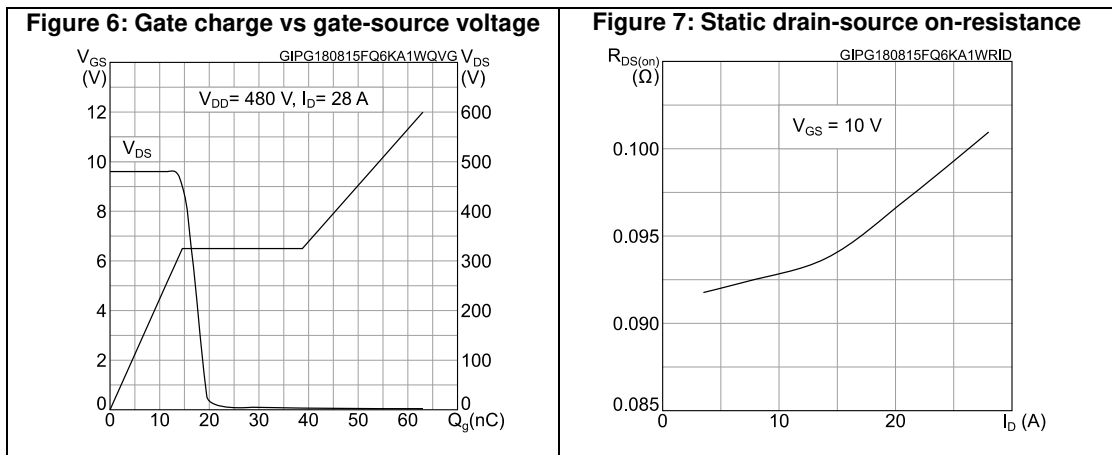 Figure 6: Gate charge vs gate-source voltage
V_GS
(V)
GIPG180815FQ6KA1WQVG
V_DS
(V)
V_DD= 480 V, I_D= 28 A
V_DS
12
10
8
6
4
2
0
600
500
400
300
200
100
0
0 10 20 30 40 50 60 Q_g(nC)
Figure 7: Static drain-source on-resistance
R_DS(on)
(Ω)
GIPG180815FQ6KA1WRID
V_GS = 10 V
0.100
0.095
0.090
0.085
0 10 20 I_D (A)